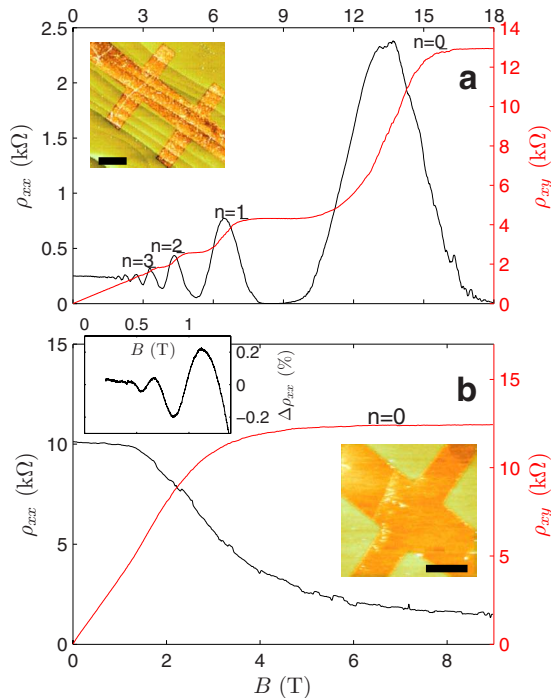 0 3 6 9 12 15 18
2.5 2 1.5 1 0.5 0
ρxx (kΩ)
14 12 10 8 6 4 2 0
ρxy (kΩ)
a
n=0
n=1
n=2
n=3
0 0.5 1
B (T)
0.2 0 −0.2
Δρxx (%)
15 10 5 0
ρxx (kΩ)
15 10 5 0
ρxy (kΩ)
b
n=0
0 2 4 6 8
B (T)